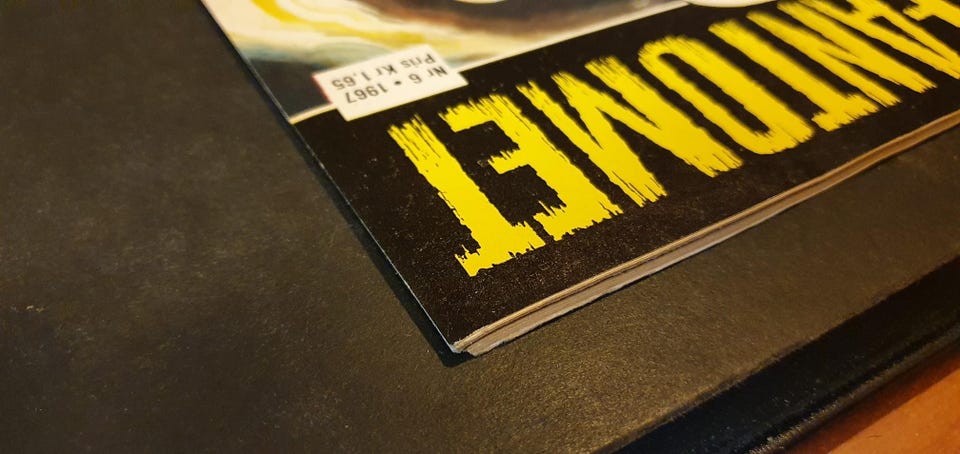 ANTOMET
Nr 6 • 1967
Pris Kr 1,65